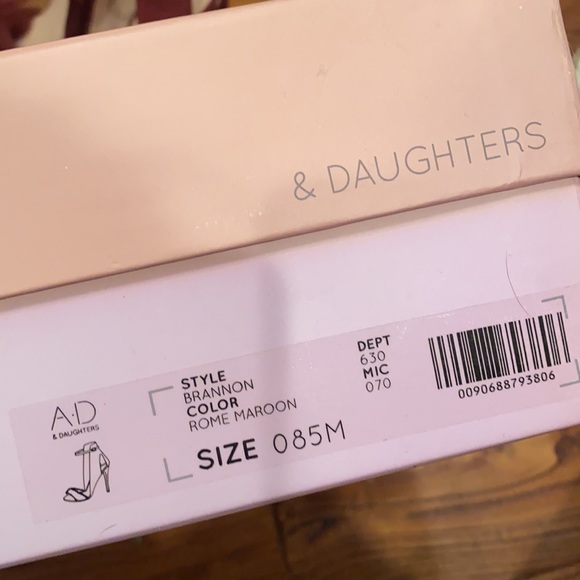 & DAUGHTERS
A·D
& DAUGHTERS
STYLE
BRANNON
COLOR
ROME MAROON
SIZE 085M
DEPT
630
MIC
070
0090688793806